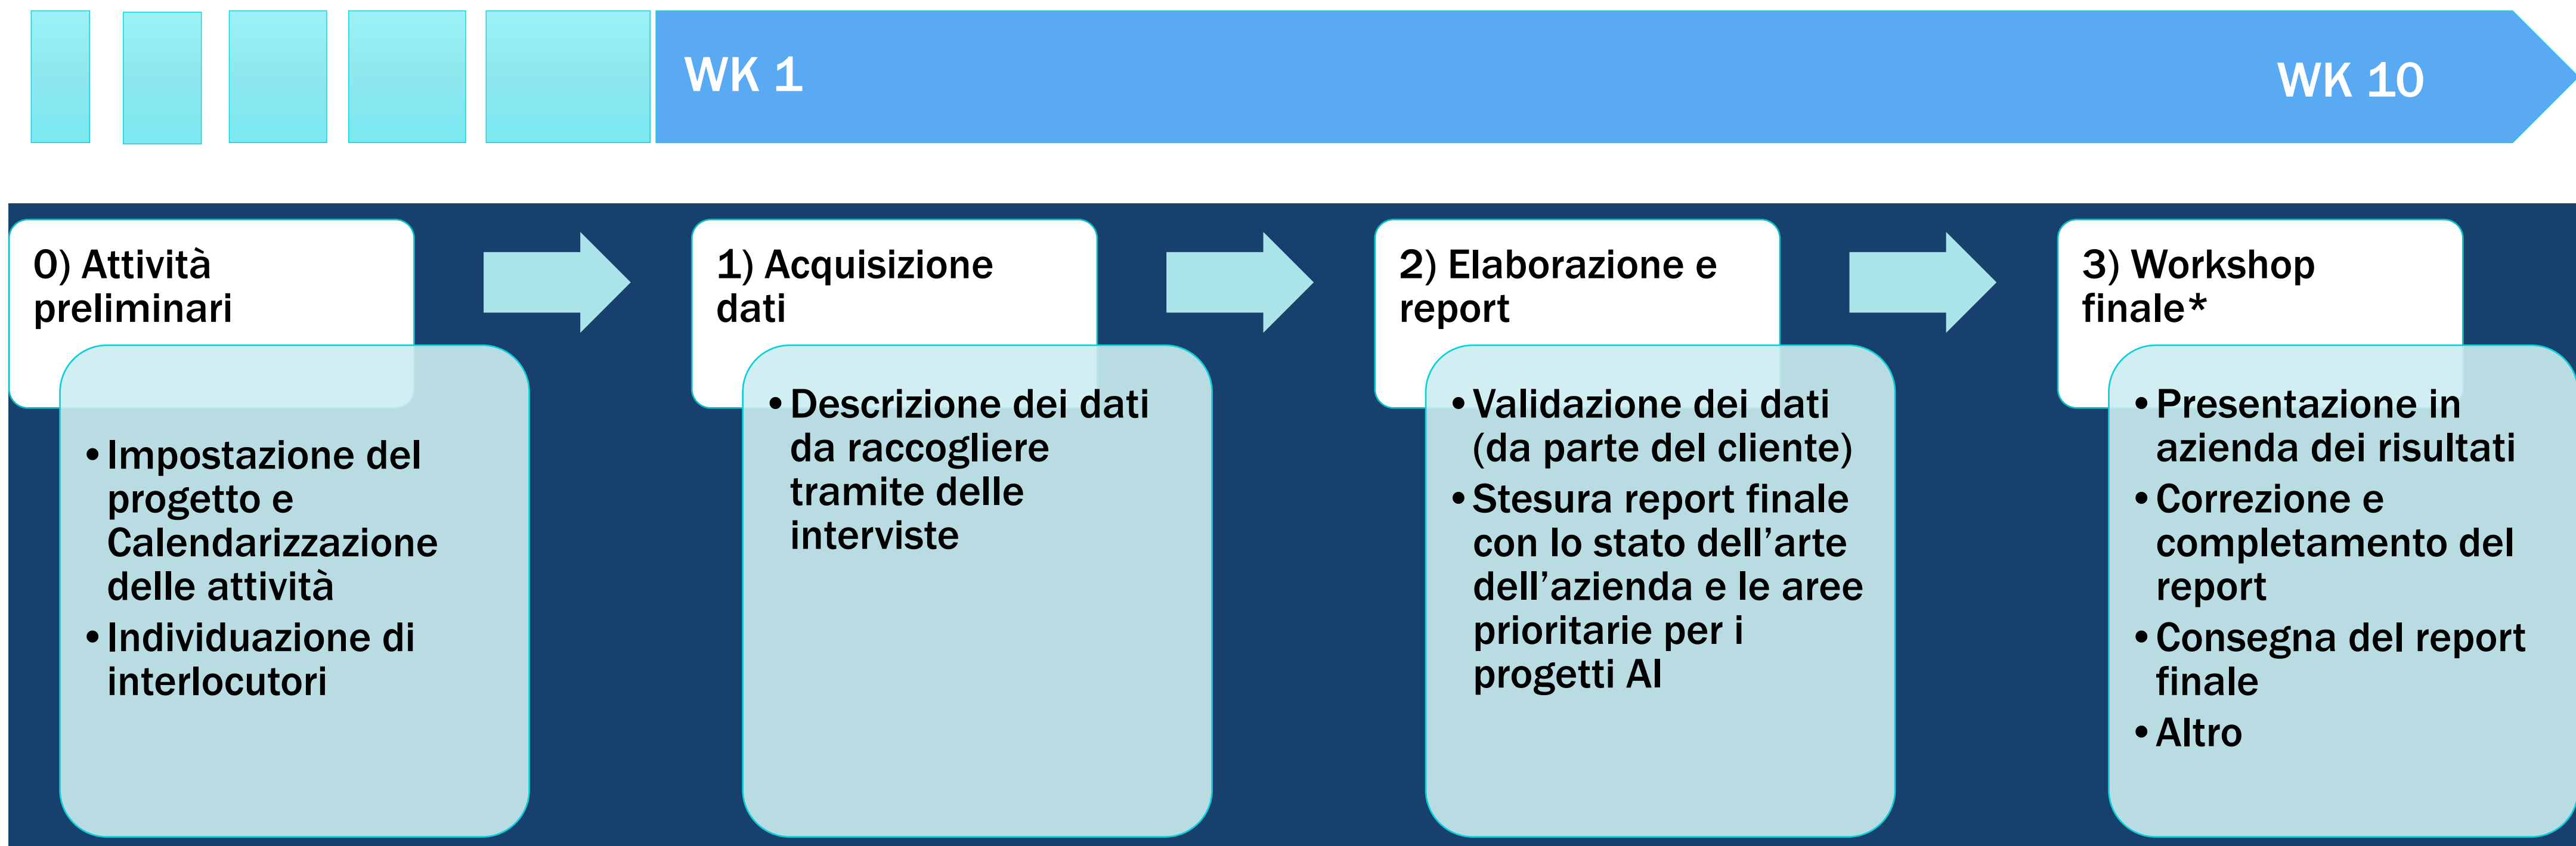 WK 1
WK 10
0) Attività
preliminari
•Impostazione del
progetto e
Calendarizzazione
delle attività
•Individuazione di
interlocutori
1) Acquisizione
dati
•Descrizione dei dati
da raccogliere
tramite delle
interviste
2) Elaborazione e
report
•Validazione dei dati
(da parte del cliente)
•Stesura report finale
con lo stato dell’arte
dell’azienda e le aree
prioritarie per i
progetti AI
3) Workshop
finale*
•Presentazione in
azienda dei risultati
•Correzione e
completamento del
report
•Consegna del report
finale
•Altro